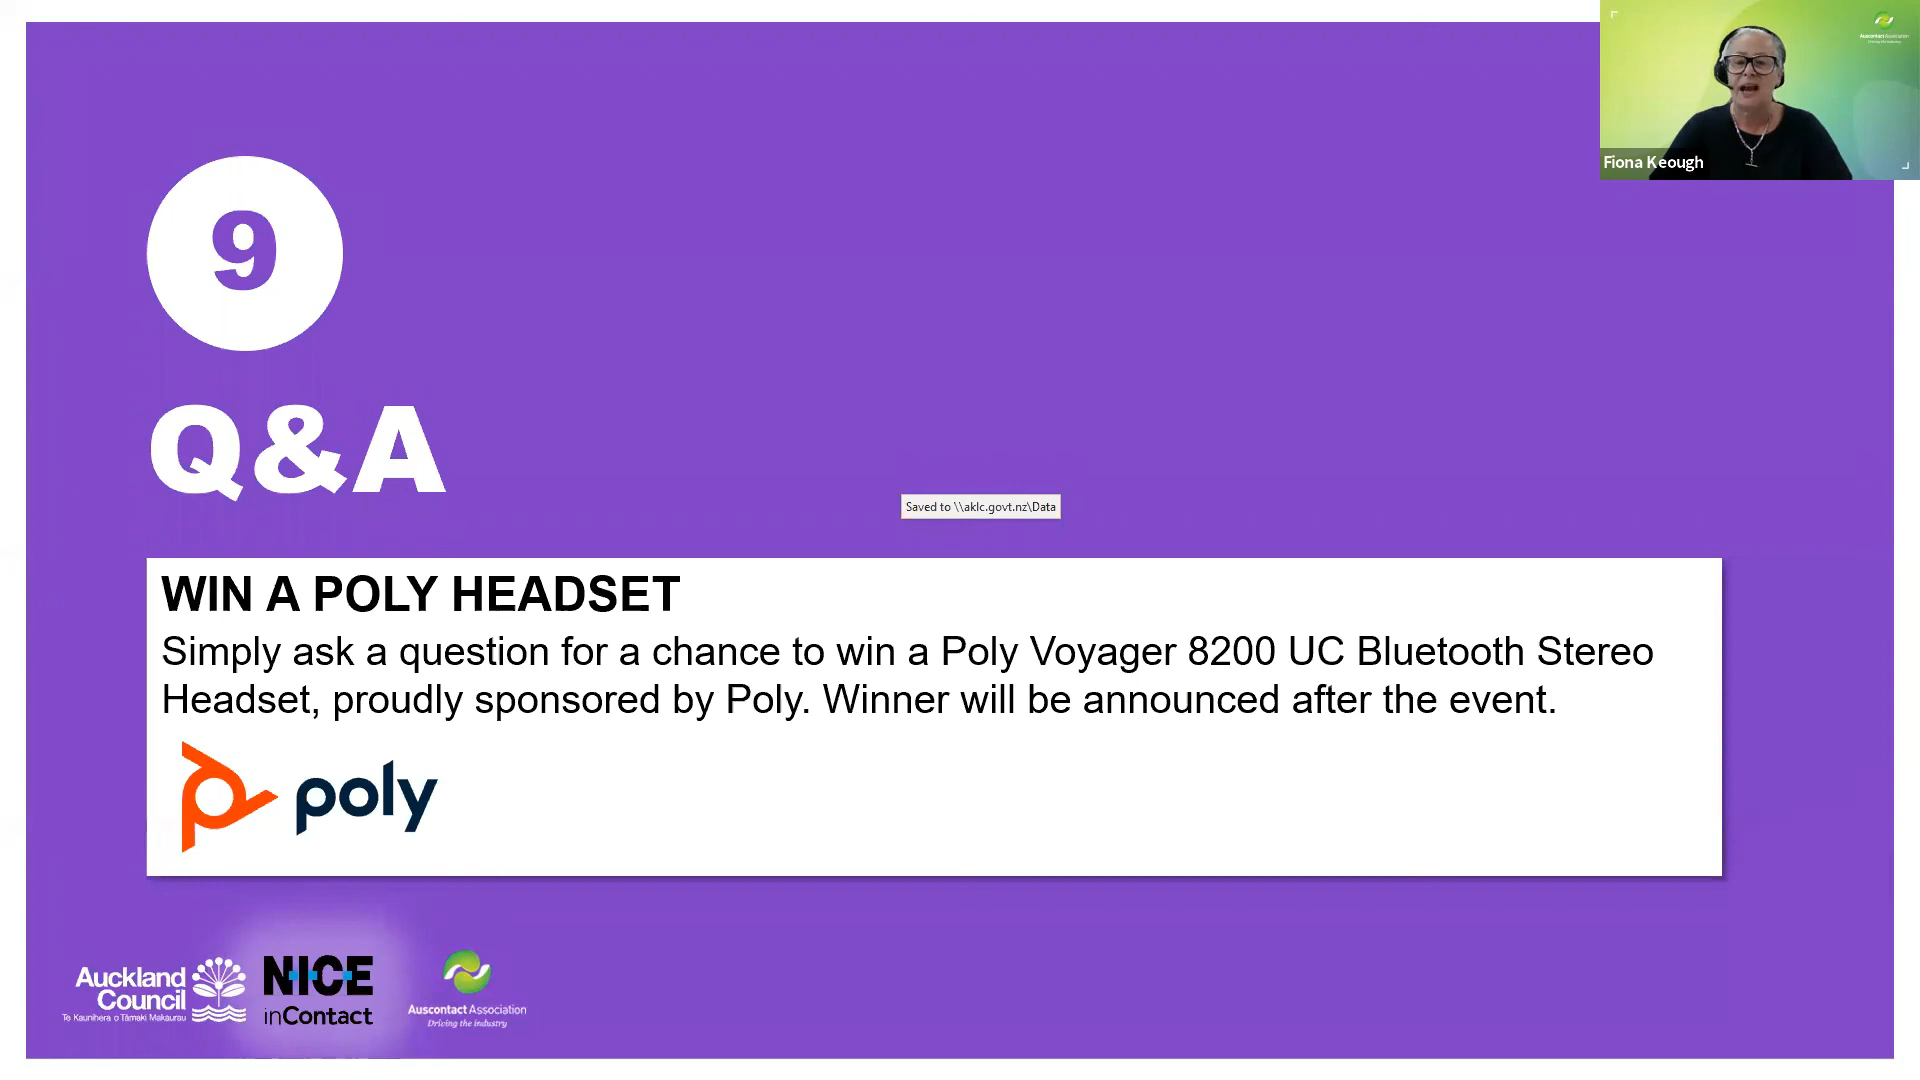 Auscontact Association
Fiona Keough
9
Q&A
Saved to \\aklc.govt.nz\Data
WIN A POLY HEADSET
Simply ask a question for a chance to win a Poly Voyager 8200 UC Bluetooth Stereo
Headset, proudly sponsored by Poly. Winner will be announced after the event.
poly
Auckland
Council
Te Kaunihera o Tāmaki Makaurau
NICE
inContact
Auscontact Association
Driving the industry